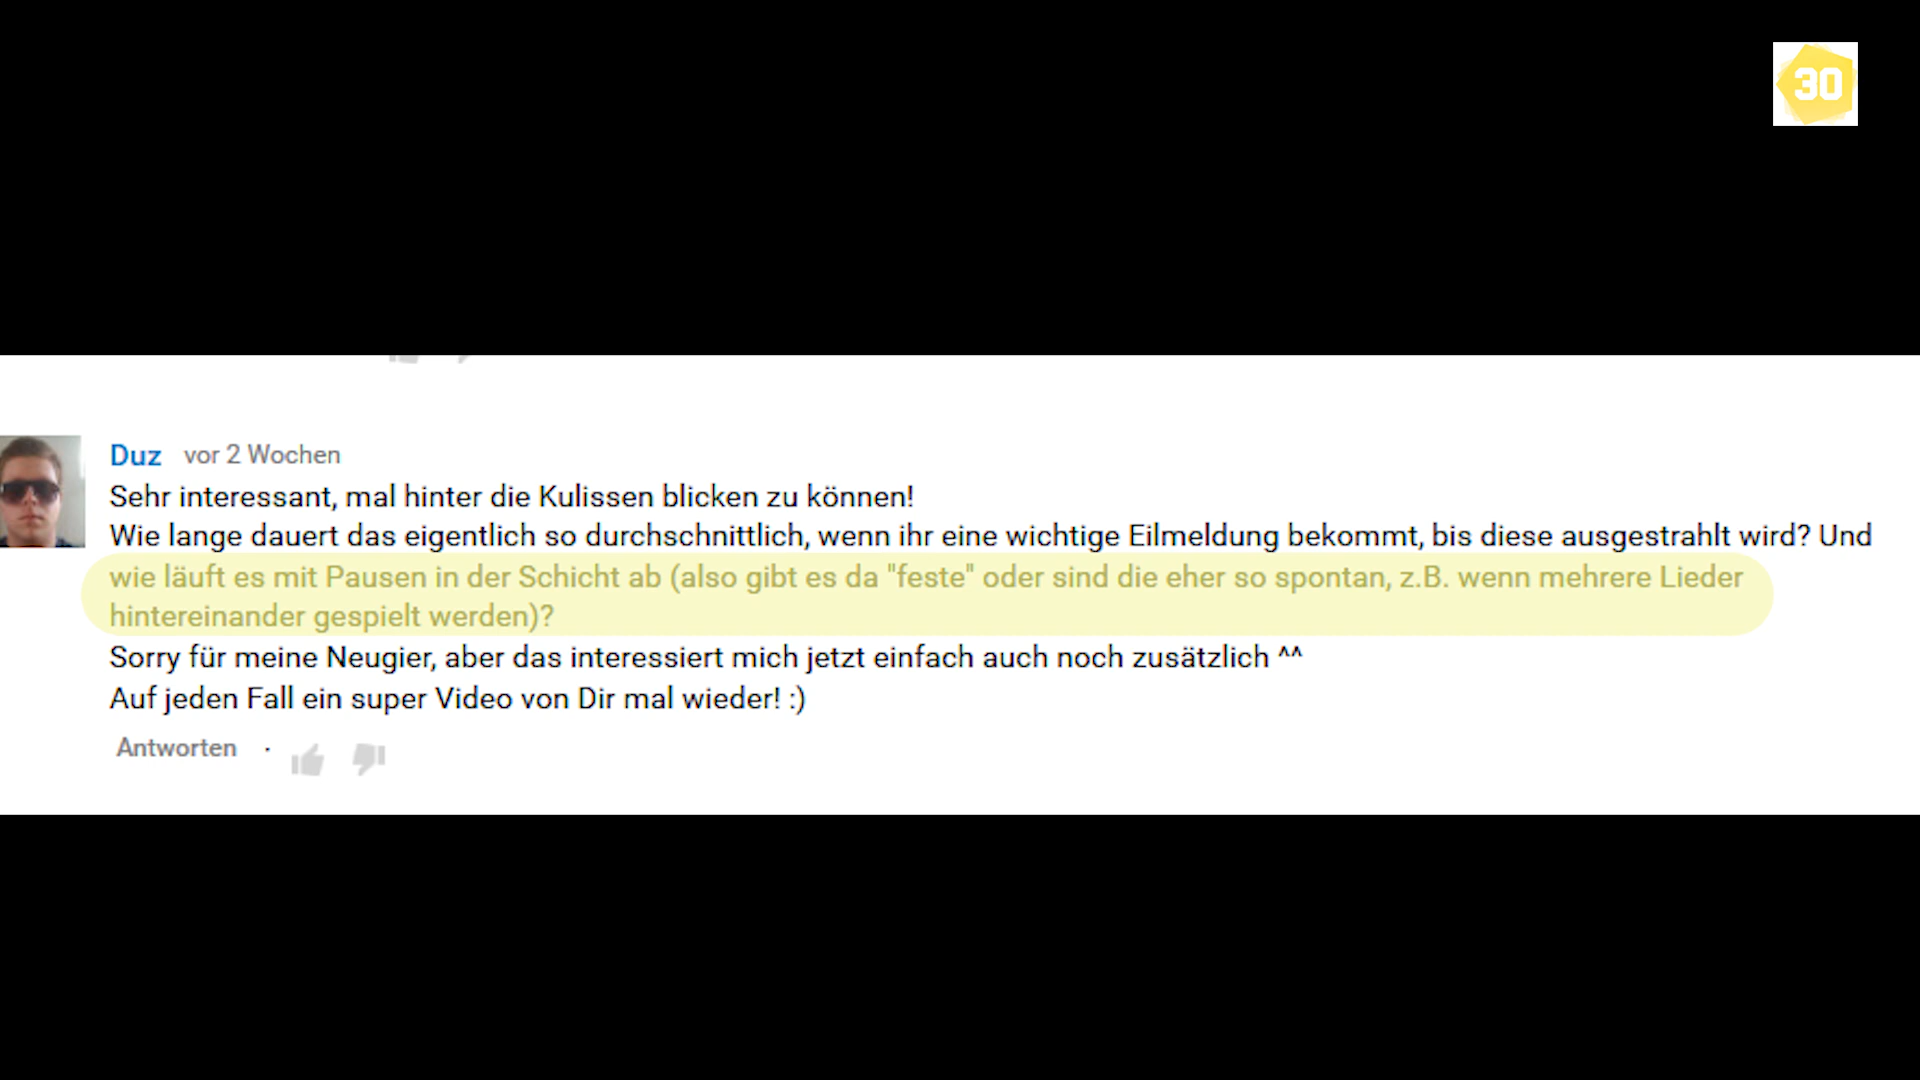 30
Duz vor 2 Wochen
Sehr interessant, mal hinter die Kulissen blicken zu können!
Wie lange dauert das eigentlich so durchschnittlich, wenn ihr eine wichtige Eilmeldung bekommt, bis diese ausgestrahlt wird? Und
wie läuft es mit Pausen in der Schicht ab (also gibt es da "feste" oder sind die eher so spontan, z.B. wenn mehrere Lieder
hintereinander gespielt werden)?
Sorry für meine Neugier, aber das interessiert mich jetzt einfach auch noch zusätzlich ^^
Auf jeden Fall ein super Video von Dir mal wieder! :)
Antworten ·